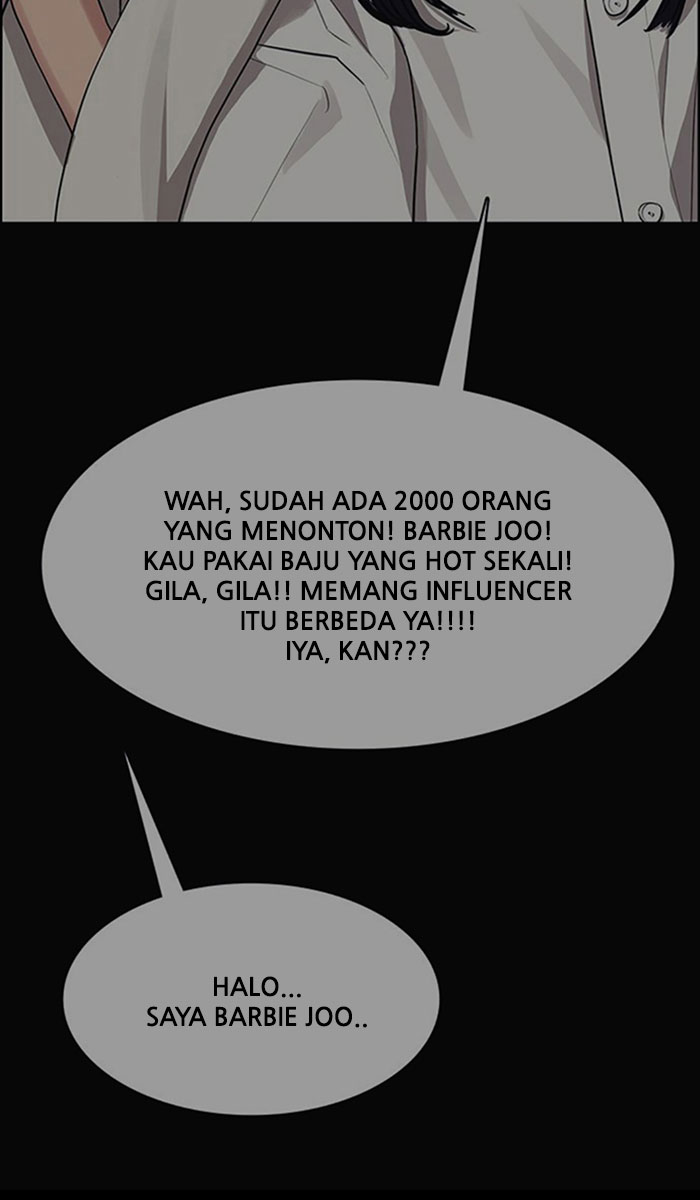 WAH, SUDAH ADA 2000 ORANG
YANG MENONTON! BARBIE JOO!
KAU PAKAI BAJU YANG HOT SEKALI!
GILA, GILA!! MEMANG INFLUENCER
ITU BERBEDA YA!!!!
IYA, KAN???
HALO...
SAYA BARBIE JOO..